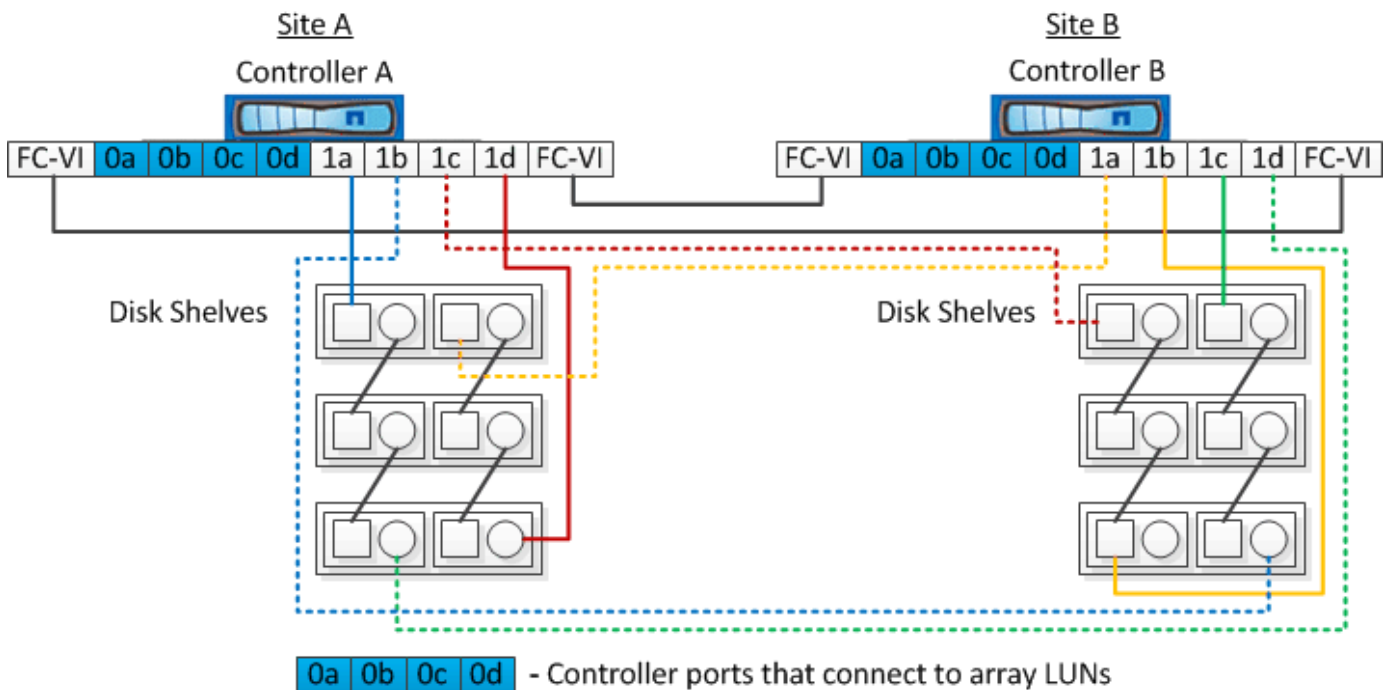 Site A
Site B
Controller A
Controller B
FC-VI 0a 0b 0c 0d 1a 1b 1c 1d FC-VI
FC-VI 0a 0b 0c 0d 1a 1b 1c 1d FC-VI
Disk Shelves
Disk Shelves
0a 0b 0c 0d - Controller ports that connect to array LUNs